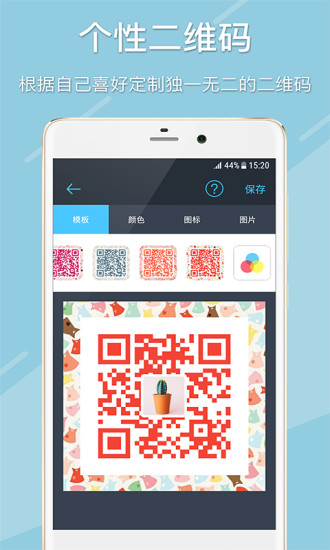 个性二维码
根据自己喜好定制独一无二的二维码
44% 15:20
保存
模板 颜色 图标 图片